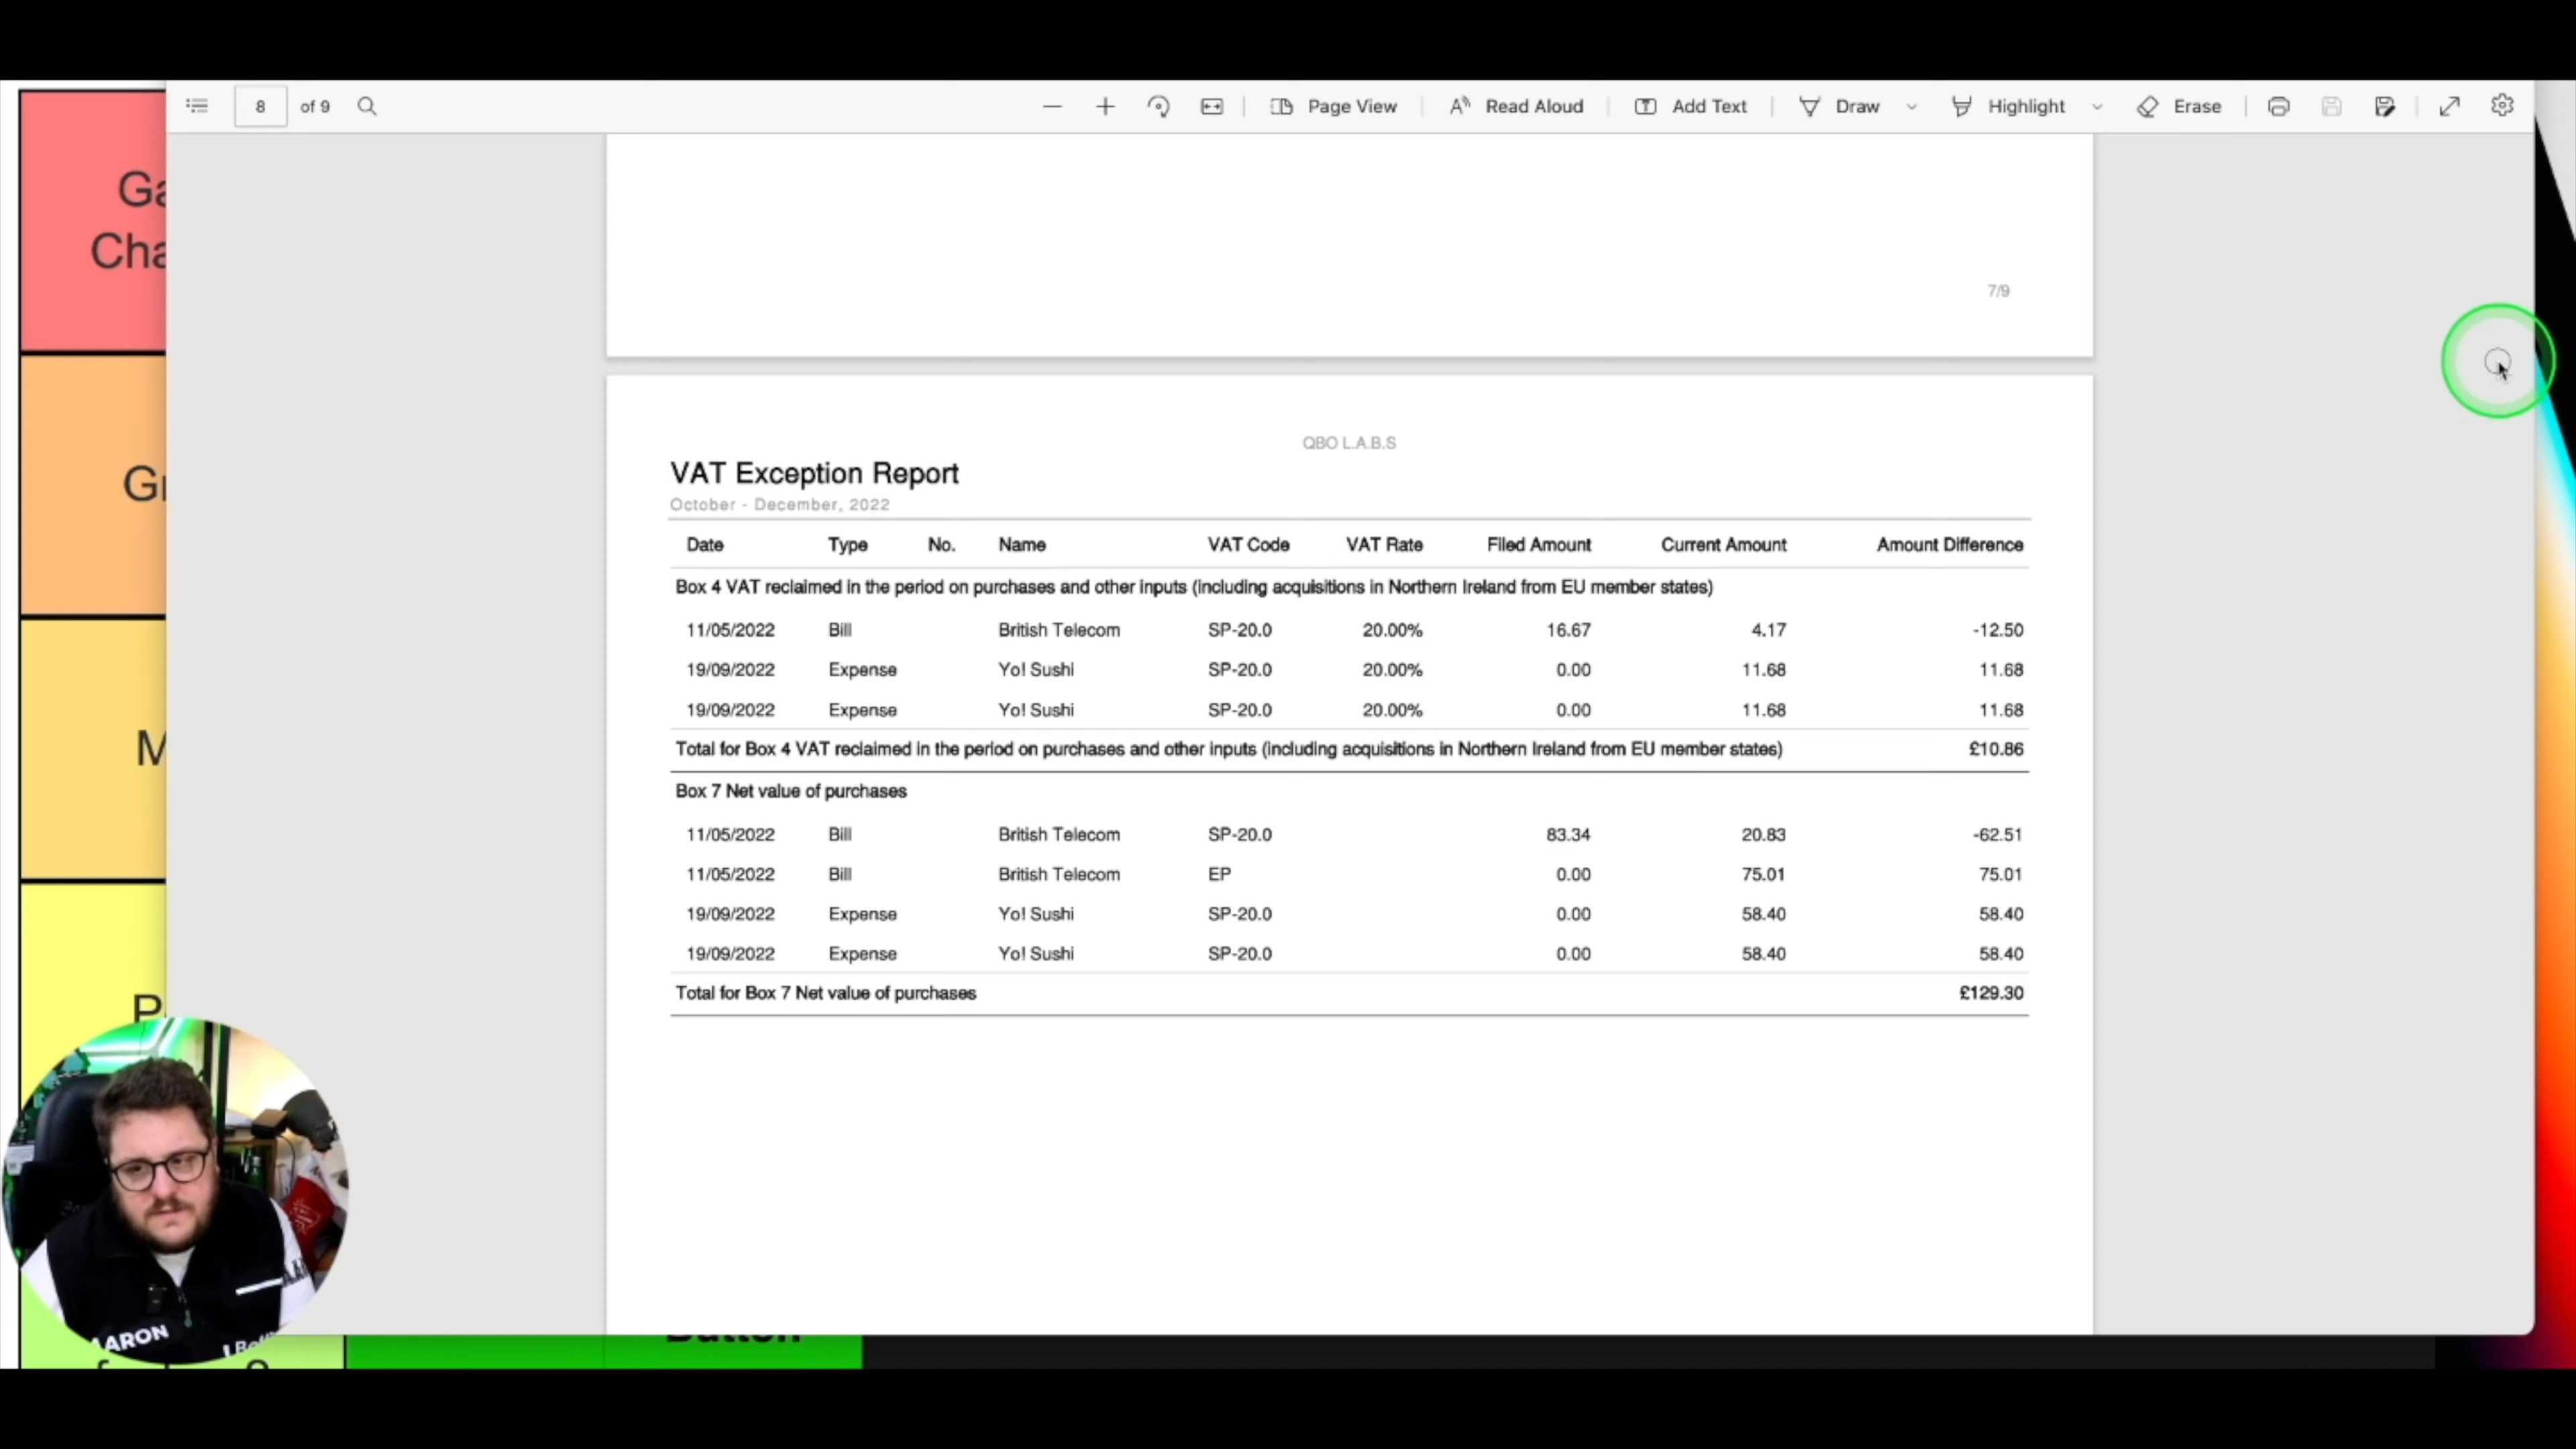 8 of 9 Page View Read Aloud Add Text Draw Highlight Erase
7/9
QBO L.A.B.S
VAT Exception Report
October - December, 2022
Date Type No. Name VAT Code VAT Rate Filed Amount Current Amount Amount Difference
Box 4 VAT reclaimed in the period on purchases and other inputs (including acquisitions in Northern Ireland from EU member states)
11/05/2022 Bill British Telecom SP-20.0 20.00% 16.67 4.17 -12.50
19/09/2022 Expense Yo! Sushi SP-20.0 20.00% 0.00 11.68 11.68
19/09/2022 Expense Yo! Sushi SP-20.0 20.00% 0.00 11.68 11.68
Total for Box 4 VAT reclaimed in the period on purchases and other inputs (including acquisitions in Northern Ireland from EU member states) £10.86
Box 7 Net value of purchases
11/05/2022 Bill British Telecom SP-20.0 83.34 20.83 -62.51
11/05/2022 Bill British Telecom EP 0.00 75.01 75.01
19/09/2022 Expense Yo! Sushi SP-20.0 0.00 58.40 58.40
19/09/2022 Expense Yo! Sushi SP-20.0 0.00 58.40 58.40
Total for Box 7 Net value of purchases £129.30
AARON